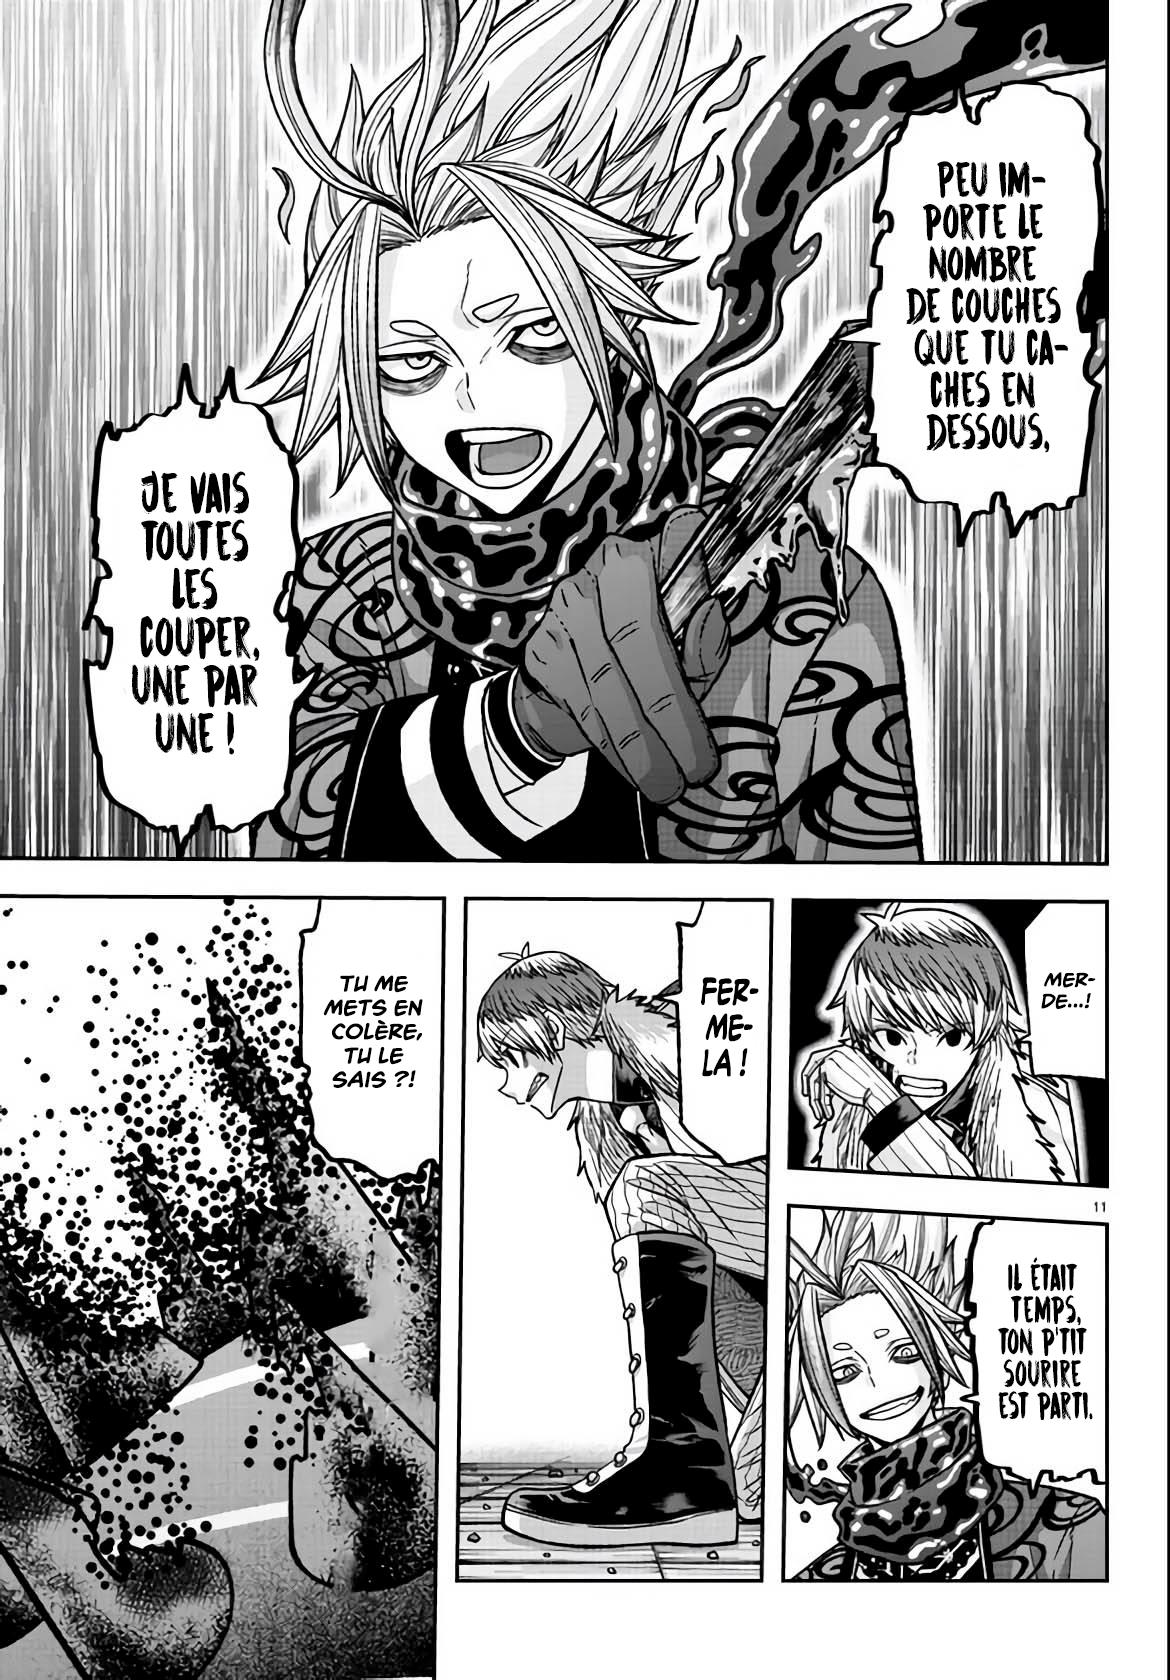 PEU IM-
PORTE LE
NOMBRE
DE COUCHES
QUE TU CA-
CHES EN
DESSOUS,
JE VAIS
TOUTES
LES
COUPER,
UNE PAR
UNE !
MER-
DE...!
11
IL ÉTAIT
TEMPS,
TON P'TIT
SOURIRE
EST PARTI.
FER-
ME-
LA !
TU ME
METS EN
COLÈRE,
TU LE
SAIS ?!